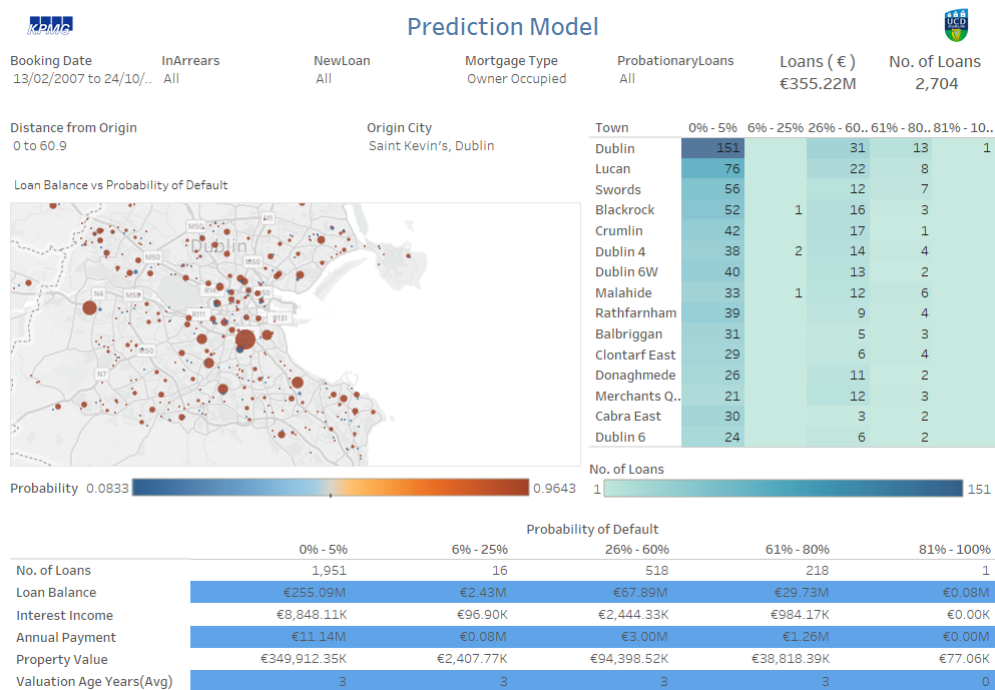 KPMG
Prediction Model
UCD
DUBLIN
Booking Date InArrears NewLoan Mortgage Type ProbationaryLoans Loans ( € ) No. of Loans
13/02/2007 to 24/10/.. All All Owner Occupied All €355.22M 2,704
Distance from Origin Origin City
0 to 60.9 Saint Kevin's, Dublin
Loan Balance vs Probability of Default
Town 0% - 5% 6% - 25% 26% - 60.. 61% - 80.. 81% - 10..
Dublin 151 31 13 1
Lucan 76 22 8
Swords 56 12 7
Blackrock 52 1 16 3
Crumlin 42 17 1
Dublin 4 38 2 14 4
Dublin 6W 40 13 2
Malahide 33 1 12 6
Rathfarnham 39 9 4
Balbriggan 31 5 3
Clontarf East 29 6 4
Donaghmede 26 11 2
Merchants Q.. 21 12 3
Cabra East 30 3 2
Dublin 6 24 6 2
M50
Dublin
M50
N4
M50
R111
R131
M50
N7
Probability 0.0833 0.9643
No. of Loans
1 151
Probability of Default
0% - 5% 6% - 25% 26% - 60% 61% - 80% 81% - 100%
No. of Loans 1,951 16 518 218 1
Loan Balance €255.09M €2.43M €67.89M €29.73M €0.08M
Interest Income €8,848.11K €96.90K €2,444.33K €984.17K €0.00K
Annual Payment €11.14M €0.08M €3.00M €1.26M €0.00M
Property Value €349,912.35K €2,407.77K €94,398.52K €38,818.39K €77.06K
Valuation Age Years(Avg) 3 3 3 3 0